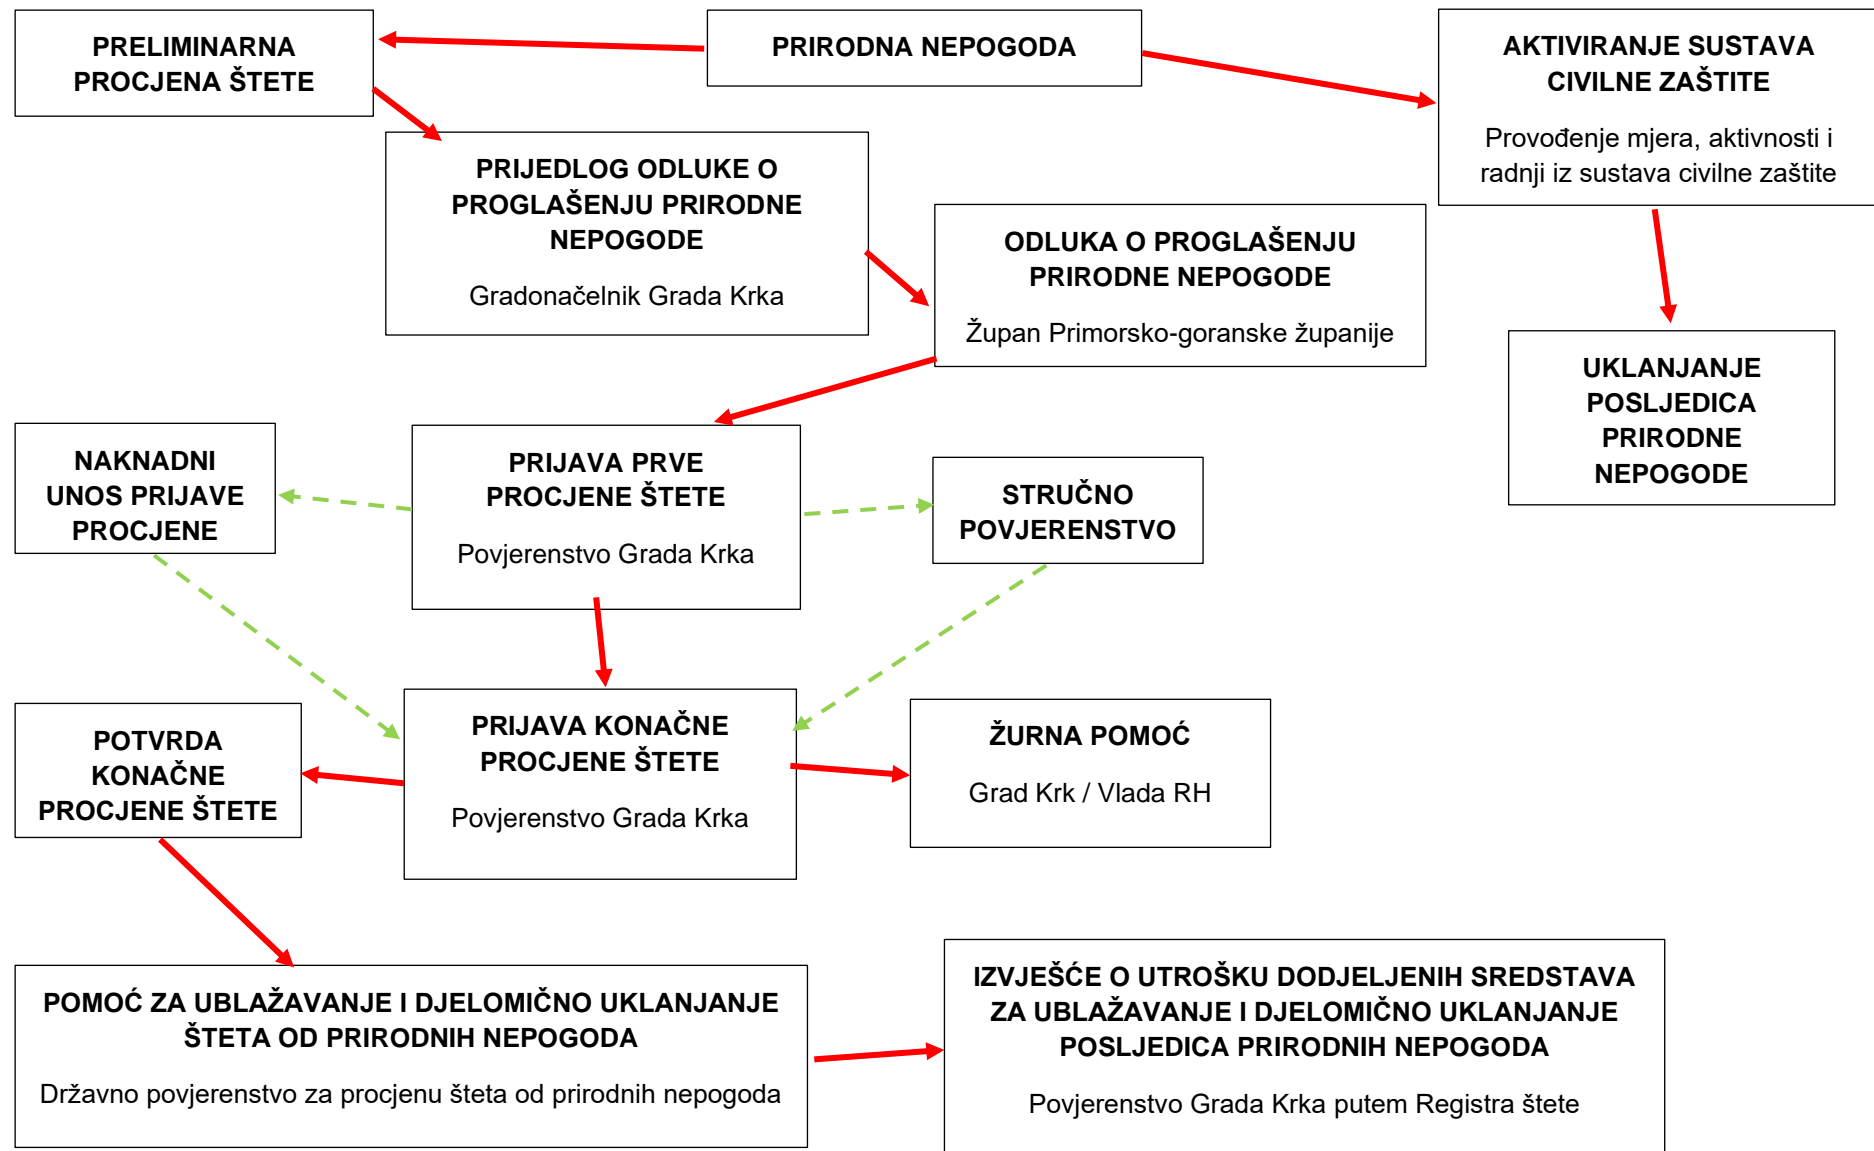 PRELIMINARNA
PROCJENA ŠTETE
PRIRODNA NEPOGODA
AKTIVIRANJE SUSTAVA
CIVILNE ZAŠTITE
Provođenje mjera, aktivnosti i
radnji iz sustava civilne zaštite
PRIJEDLOG ODLUKE O
PROGLAŠENJU PRIRODNE
NEPOGODE
Gradonačelnik Grada Krka
ODLUKA O PROGLAŠENJU
PRIRODNE NEPOGODE
Župan Primorsko-goranske županije
UKLANJANJE
POSLJEDICA
PRIRODNE
NEPOGODE
NAKNADNI
UNOS PRIJAVE
PROCJENE
PRIJAVA PRVE
PROCJENE ŠTETE
Povjerenstvo Grada Krka
STRUČNO
POVJERENSTVO
POTVRDA
KONAČNE
PROCJENE ŠTETE
PRIJAVA KONAČNE
PROCJENE ŠTETE
Povjerenstvo Grada Krka
ŽURNA POMOĆ
Grad Krk / Vlada RH
POMOĆ ZA UBLAŽAVANJE I DJELOMIČNO UKLANJANJE
ŠTETA OD PRIRODNIH NEPOGODA
Državno povjerenstvo za procjenu šteta od prirodnih nepogoda
IZVJEŠĆE O UTROŠKU DODJELJENIH SREDSTAVA
ZA UBLAŽAVANJE I DJELOMIČNO UKLANJANJE
POSLJEDICA PRIRODNIH NEPOGODA
Povjerenstvo Grada Krka putem Registra štete